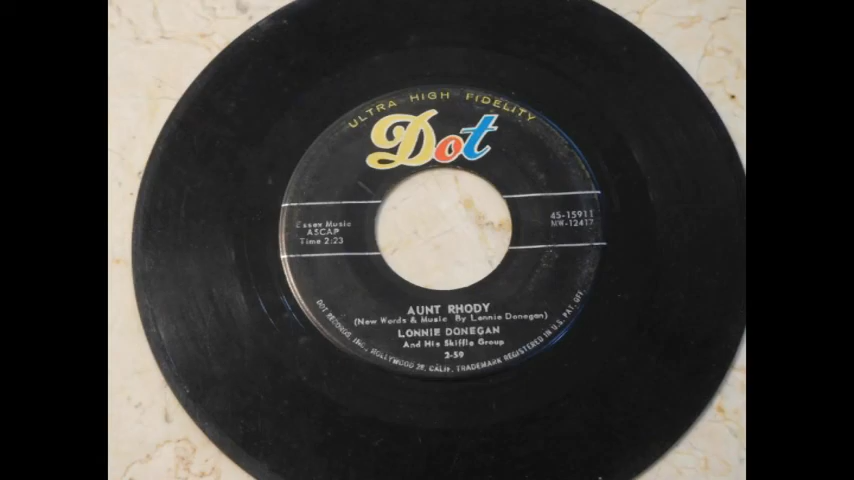 ULTRA HIGH FIDELITY
Dot
Essex Music
ASCAP
Time 2:23
45-15911
MW-12417
AUNT RHODY
(New Words & Music By Lonnie Donegan)
LONNIE DONEGAN
And His Skiffle Group
2-59
DOT RECORDS, INC., HOLLYWOOD 28, CALIF. TRADEMARK REGISTERED IN U.S. PAT. OFF.